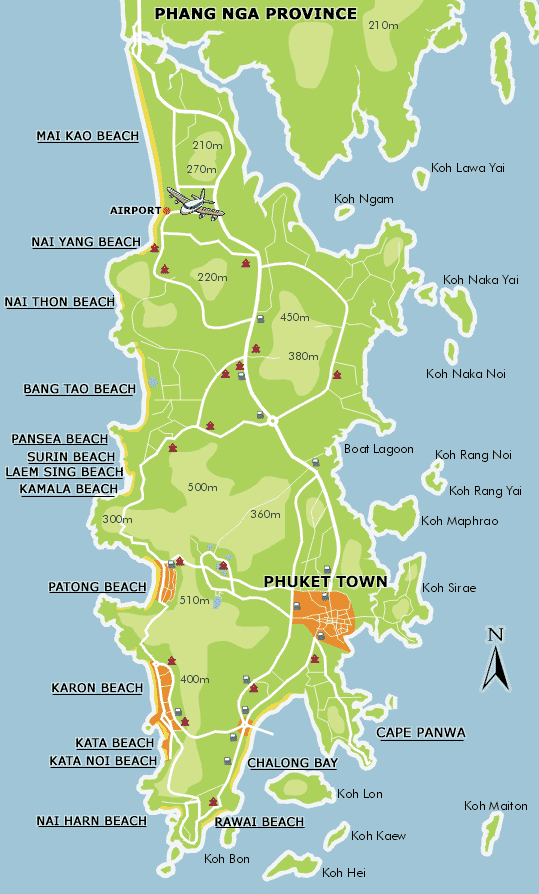 PHANG NGA PROVINCE
210m
MAI KAO BEACH
210m
270m
Koh Lawa Yai
Koh Ngam
AIRPORT
NAI YANG BEACH
220m
Koh Naka Yai
NAI THON BEACH
450m
380m
Koh Naka Noi
BANG TAO BEACH
PANSEA BEACH
SURIN BEACH
LAEM SING BEACH
KAMALA BEACH
Boat Lagoon
Koh Rang Noi
Koh Rang Yai
500m
300m
360m
Koh Maphrao
PATONG BEACH
PHUKET TOWN
Koh Sirae
510m
N
400m
KARON BEACH
CAPE PANWA
KATA BEACH
KATA NOI BEACH
CHALONG BAY
Koh Lon
Koh Maiton
NAI HARN BEACH
RAWAI BEACH
Koh Kaew
Koh Bon
Koh Hei